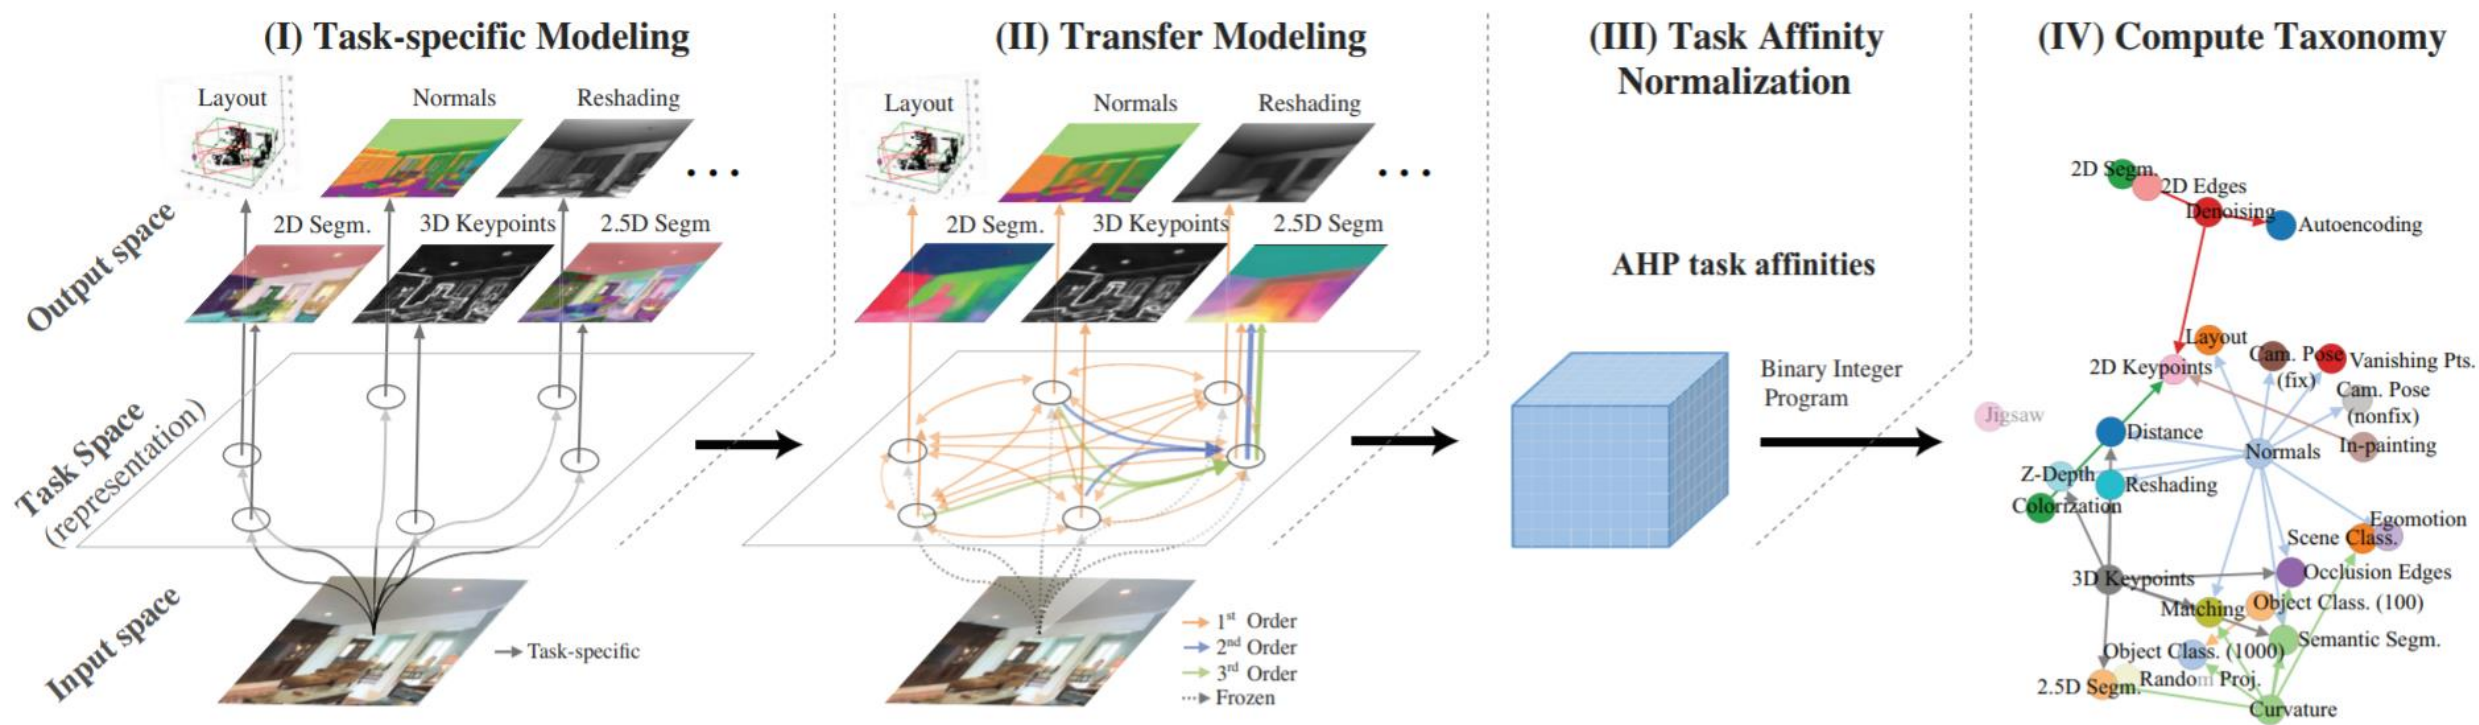 (I) Task-specific Modeling
Layout
Normals
Reshading
...
2D Segm.
3D Keypoints
2.5D Segm
Output space
Task Space
(representation)
Input space
Task-specific
(II) Transfer Modeling
Layout
Normals
Reshading
...
2D Segm.
3D Keypoints
2.5D Segm
1st Order
2nd Order
3rd Order
Frozen
(III) Task Affinity
Normalization
AHP task affinities
Binary Integer
Program
(IV) Compute Taxonomy
2D Segm.
2D Edges
Denoising
Autoencoding
Layout
2D Keypoints
Cam. Pose
(fix)
Vanishing Pts.
Cam. Pose
(nonfix)
Jigsaw
Distance
Normals
In-painting
Z-Depth
Reshading
Colorization
Egomotion
Scene Class.
3D Keypoints
Occlusion Edges
Matching
Object Class. (100)
Semantic Segm.
Object Class. (1000)
Random Proj.
2.5D Segm.
Curvature